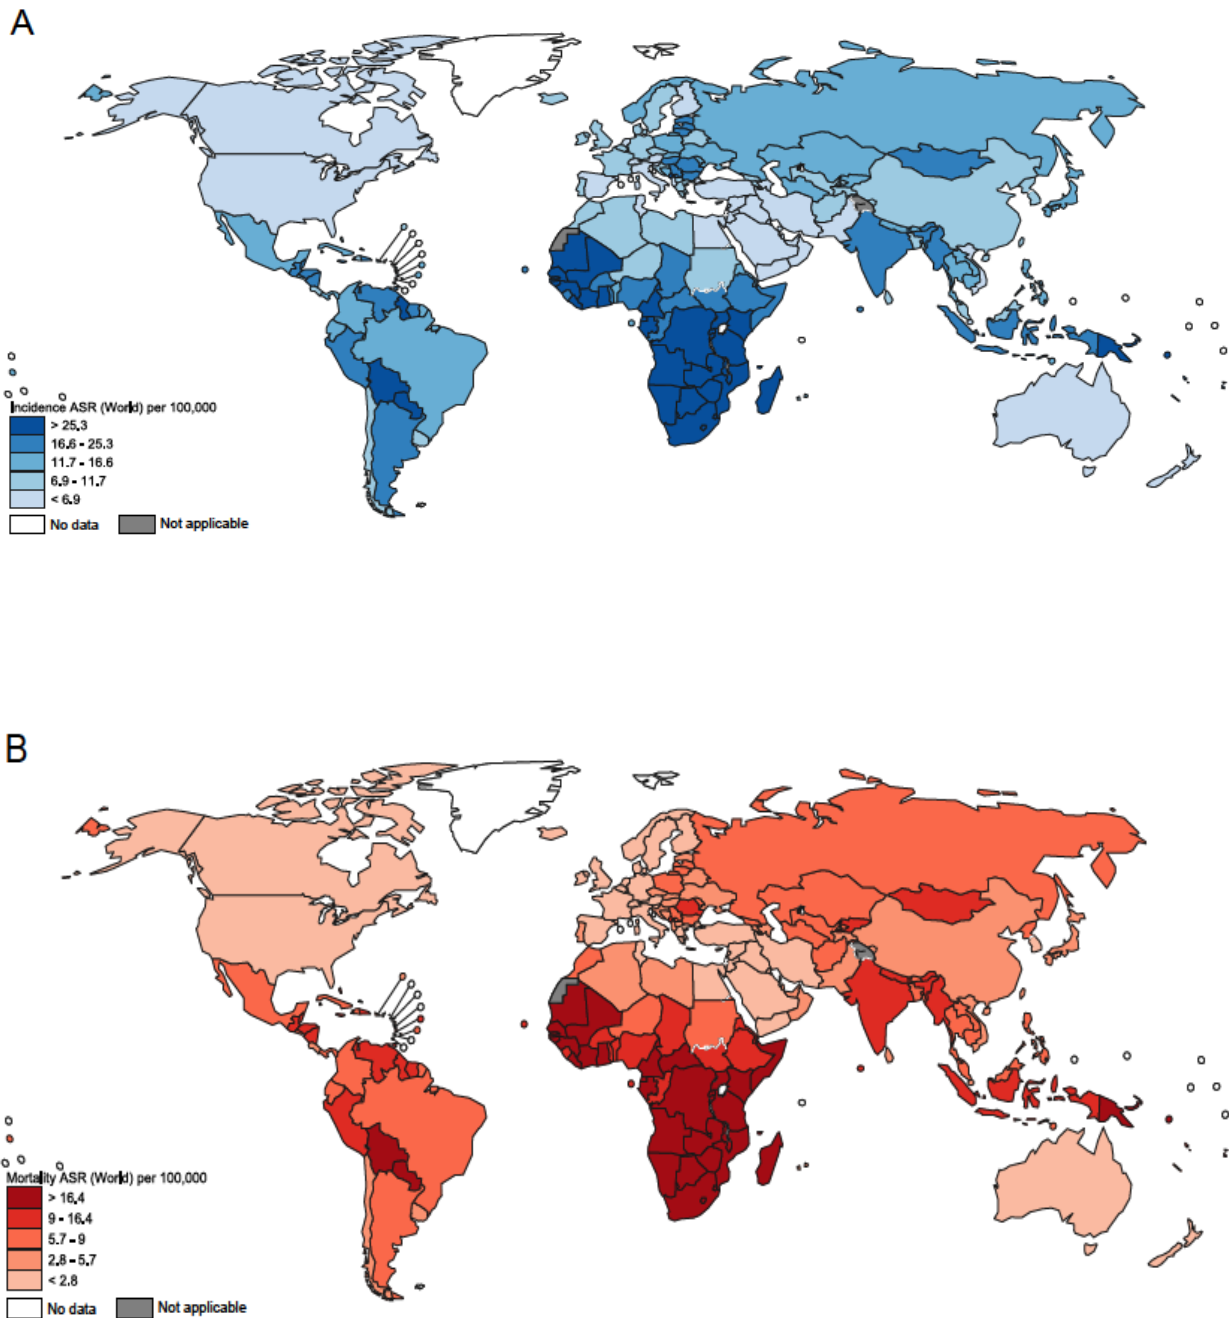 A
Incidence ASR (World) per 100,000
> 25.3
16.6 - 25.3
11.7 - 16.6
6.9 - 11.7
< 6.9
No data
Not applicable
B
Mortality ASR (World) per 100,000
> 16.4
9 - 16.4
5.7 - 9
2.8 - 5.7
< 2.8
No data
Not applicable